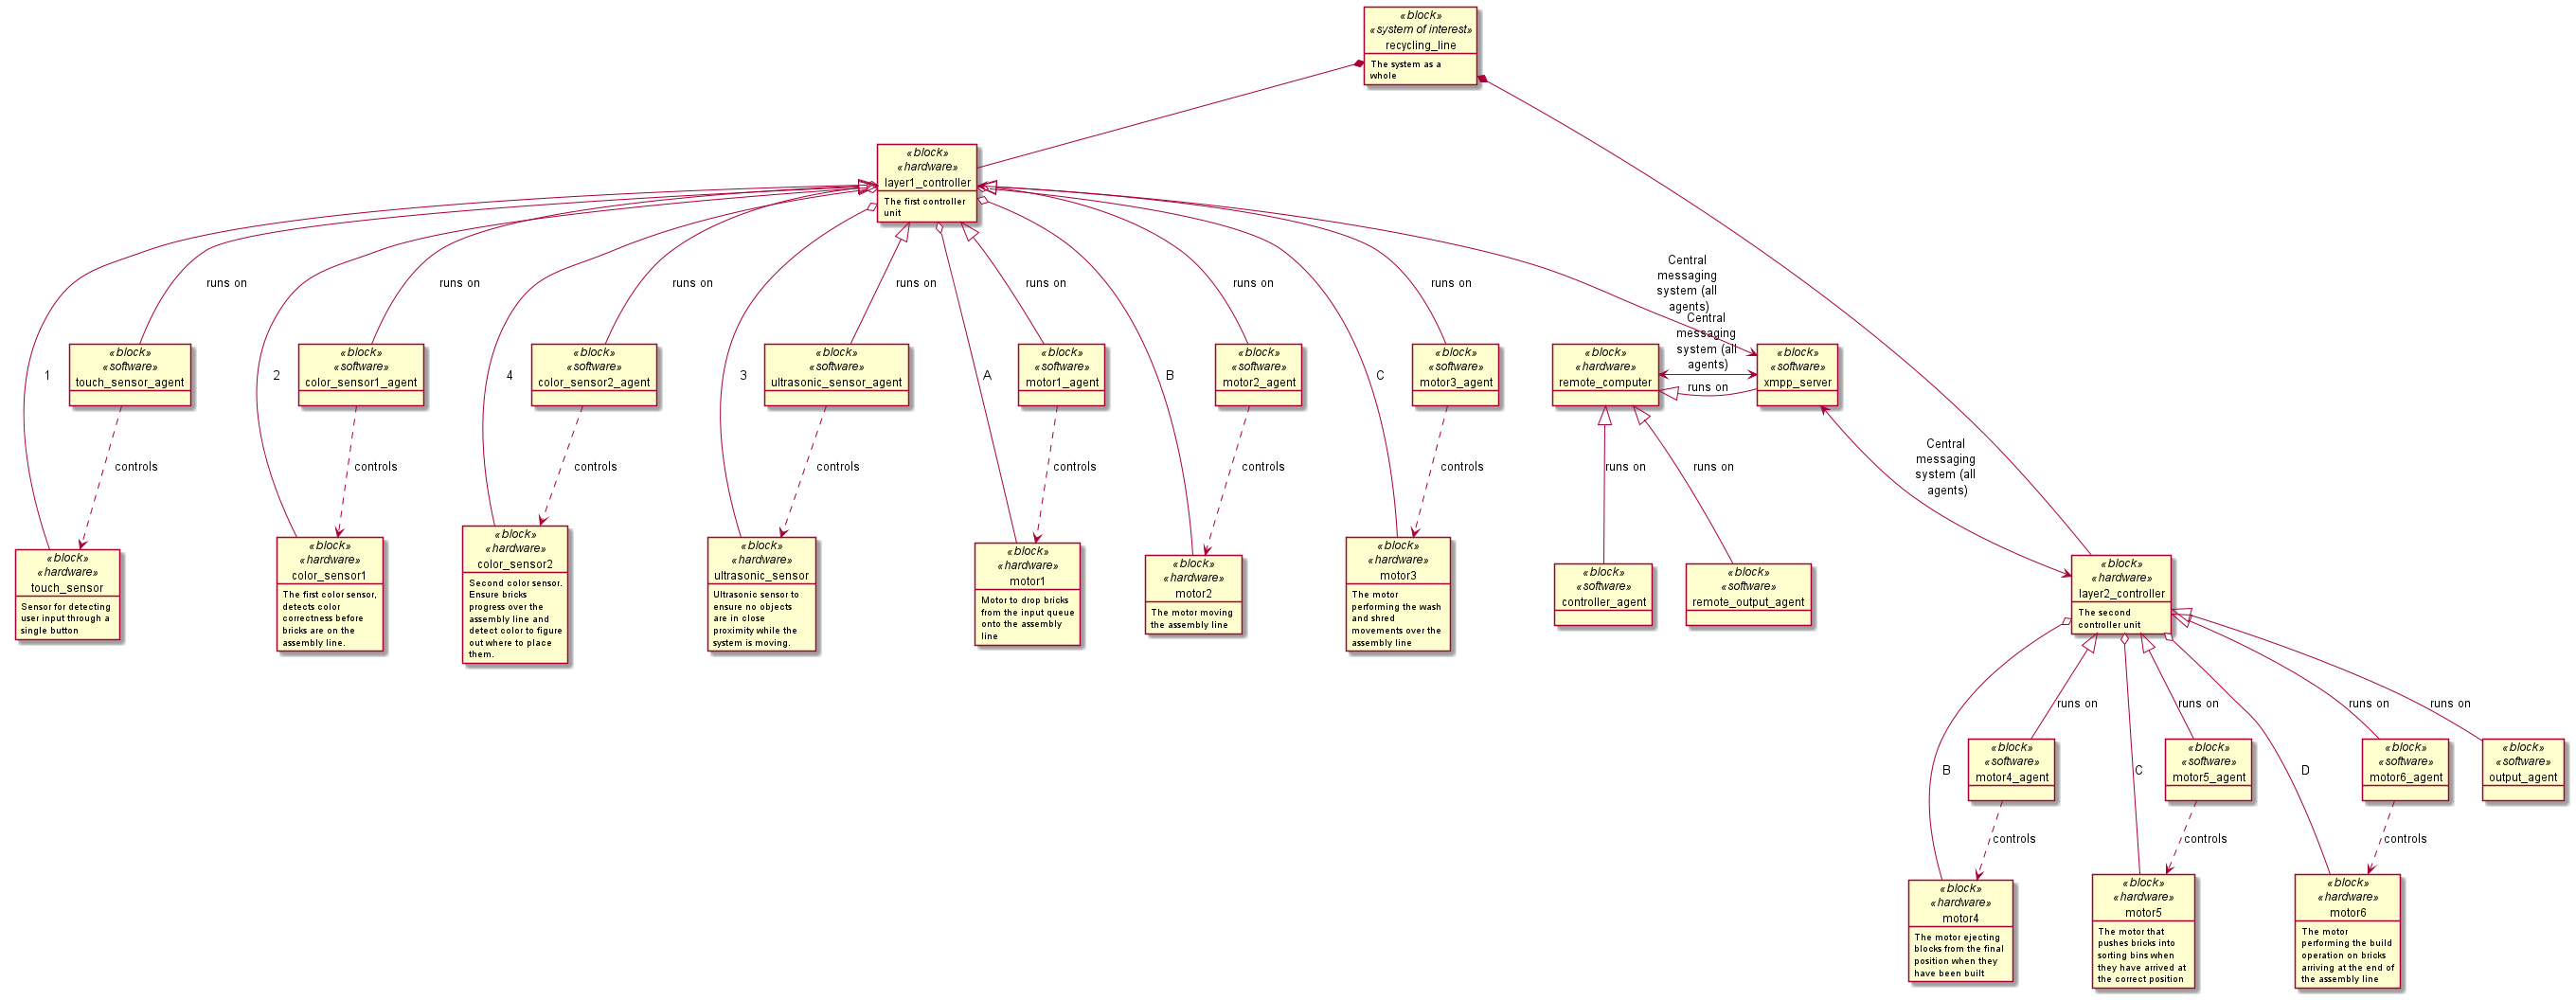 «block»
«system of interest»
recycling_line
The system as a
whole
«block»
«hardware»
layer1_controller
The first controller
unit
runs on
runs on
runs on
runs on
runs on
runs on
runs on
Central
messaging
system (all
agents)
Central
messaging
system (all
agents)
runs on
1
«block»
«software»
touch_sensor_agent
2
«block»
«software»
color_sensor1_agent
4
«block»
«software»
color_sensor2_agent
3
«block»
«software»
ultrasonic_sensor_agent
A
«block»
«software»
motor1_agent
B
«block»
«software»
motor2_agent
C
«block»
«software»
motor3_agent
«block»
«hardware»
remote_computer
«block»
«software»
xmpp_server
controls
controls
controls
controls
controls
controls
controls
runs on
runs on
Central
messaging
system (all
agents)
«block»
«hardware»
touch_sensor
Sensor for detecting
user input through a
single button
«block»
«hardware»
color_sensor1
The first color sensor,
detects color
correctness before
bricks are on the
assembly line.
«block»
«hardware»
color_sensor2
Second color sensor.
Ensure bricks
progress over the
assembly line and
detect color to figure
out where to place
them.
«block»
«hardware»
ultrasonic_sensor
Ultrasonic sensor to
ensure no objects
are in close
proximity while the
system is moving.
«block»
«hardware»
motor1
Motor to drop bricks
from the input queue
onto the assembly
line
«block»
«hardware»
motor2
The motor moving
the assembly line
«block»
«hardware»
motor3
The motor
performing the wash
and shred
movements over the
assembly line
«block»
«software»
controller_agent
«block»
«software»
remote_output_agent
«block»
«hardware»
layer2_controller
The second
controller unit
runs on
runs on
runs on
runs on
B
«block»
«software»
motor4_agent
C
«block»
«software»
motor5_agent
D
«block»
«software»
motor6_agent
«block»
«software»
output_agent
controls
controls
controls
«block»
«hardware»
motor4
The motor ejecting
blocks from the final
position when they
have been built
«block»
«hardware»
motor5
The motor that
pushes bricks into
sorting bins when
they have arrived at
the correct position
«block»
«hardware»
motor6
The motor
performing the build
operation on bricks
arriving at the end of
the assembly line